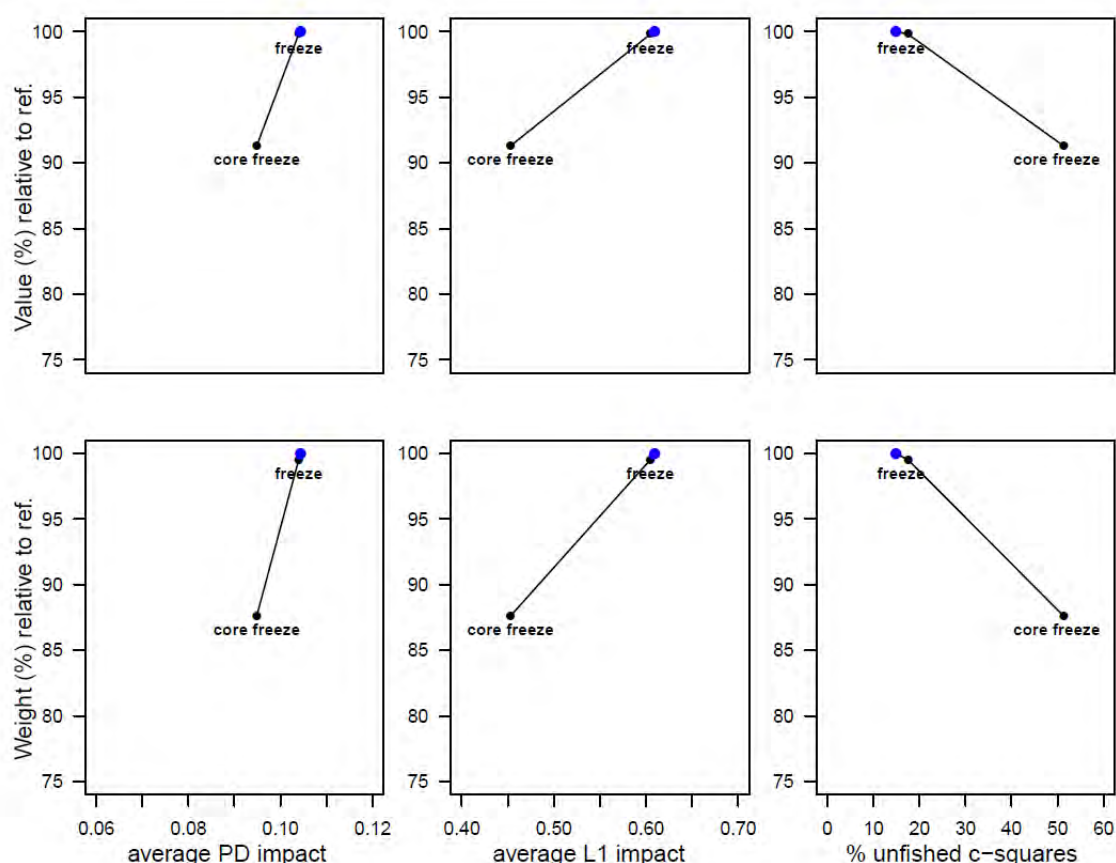 Value (%) relative to ref.
100
95
90
85
80
75
freeze
core freeze
100
95
90
85
80
75
freeze
core freeze
100
95
90
85
80
75
freeze
core freeze
Weight (%) relative to ref.
100
95
90
85
80
75
freeze
core freeze
0.06 0.08 0.10 0.12
average PD impact
100
95
90
85
80
75
freeze
core freeze
0.40 0.50 0.60 0.70
average L1 impact
100
95
90
85
80
75
freeze
core freeze
0 10 20 30 40 50 60
% unfished c−squares